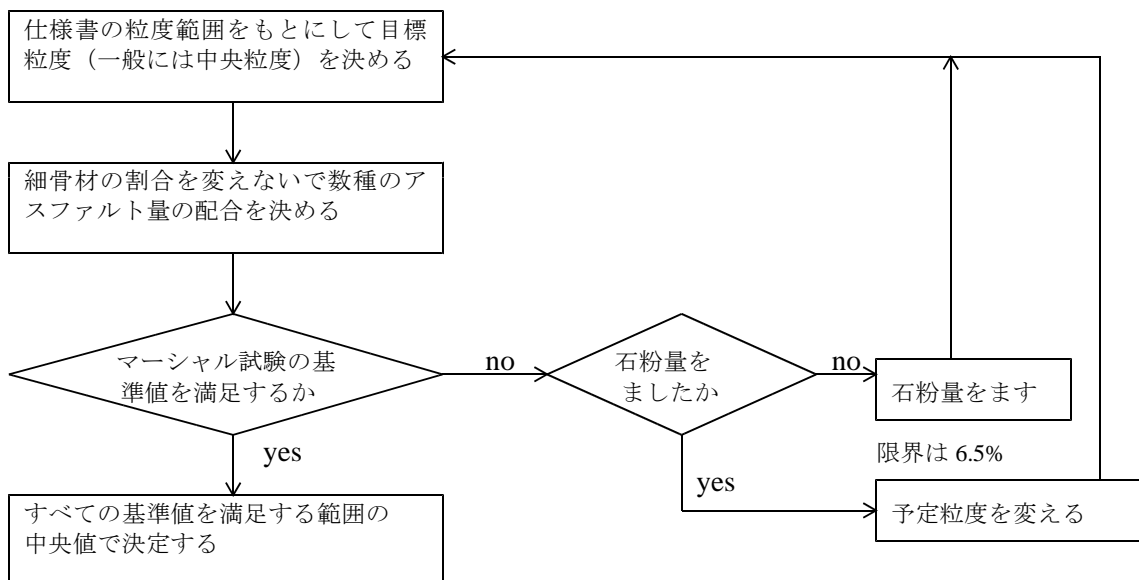 仕様書の粒度範囲をもとにして目標
粒度（一般には中央粒度）を決める
細骨材の割合を変えないで数種のア
スファルト量の配合を決める
マーシャル試験の基
準値を満足するか
no
石粉量を
ましたか
no
石粉量をます
限界は 6.5%
yes
yes
予定粒度を変える
すべての基準値を満足する範囲の
中央値で決定する